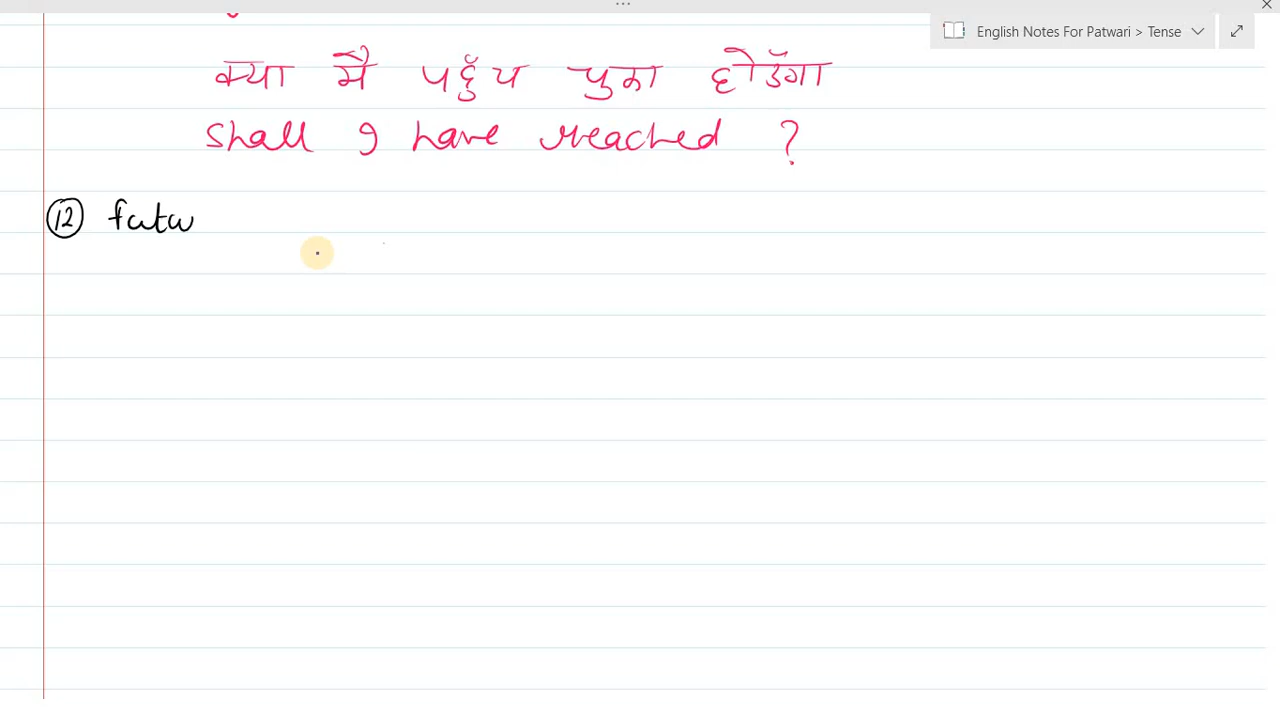 English Notes For Patwari > Tense
क्या मै पहुँच चुका होऊँगा
Shall I have reached ?
12 futu